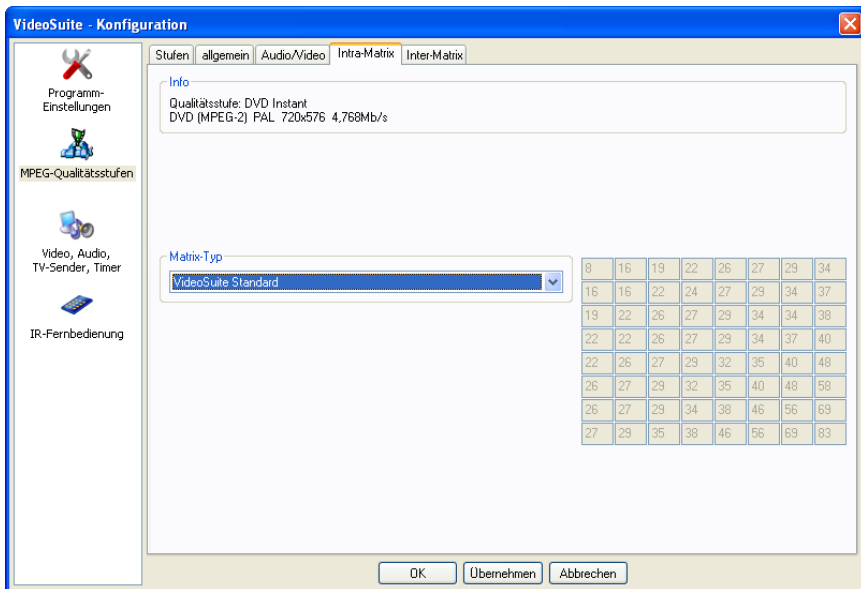 VideoSuite - Konfiguration
Programm-
Einstellungen
MPEG-Qualitätsstufen
Video, Audio,
TV-Sender, Timer
IR-Fernbedienung
Stufen allgemein Audio/Video Intra-Matrix Inter-Matrix
Info
Qualitätsstufe: DVD Instant
DVD (MPEG-2) PAL 720x576 4,768Mb/s
Matrix-Typ
VideoSuite Standard
8 16 19 22 26 27 29 34
16 16 22 24 27 29 34 37
19 22 26 27 29 34 34 38
22 22 26 27 29 34 37 40
22 26 27 29 32 35 40 48
26 27 29 32 35 40 48 58
26 27 29 34 38 46 56 69
27 29 35 38 46 56 69 83
OK Übernehmen Abbrechen